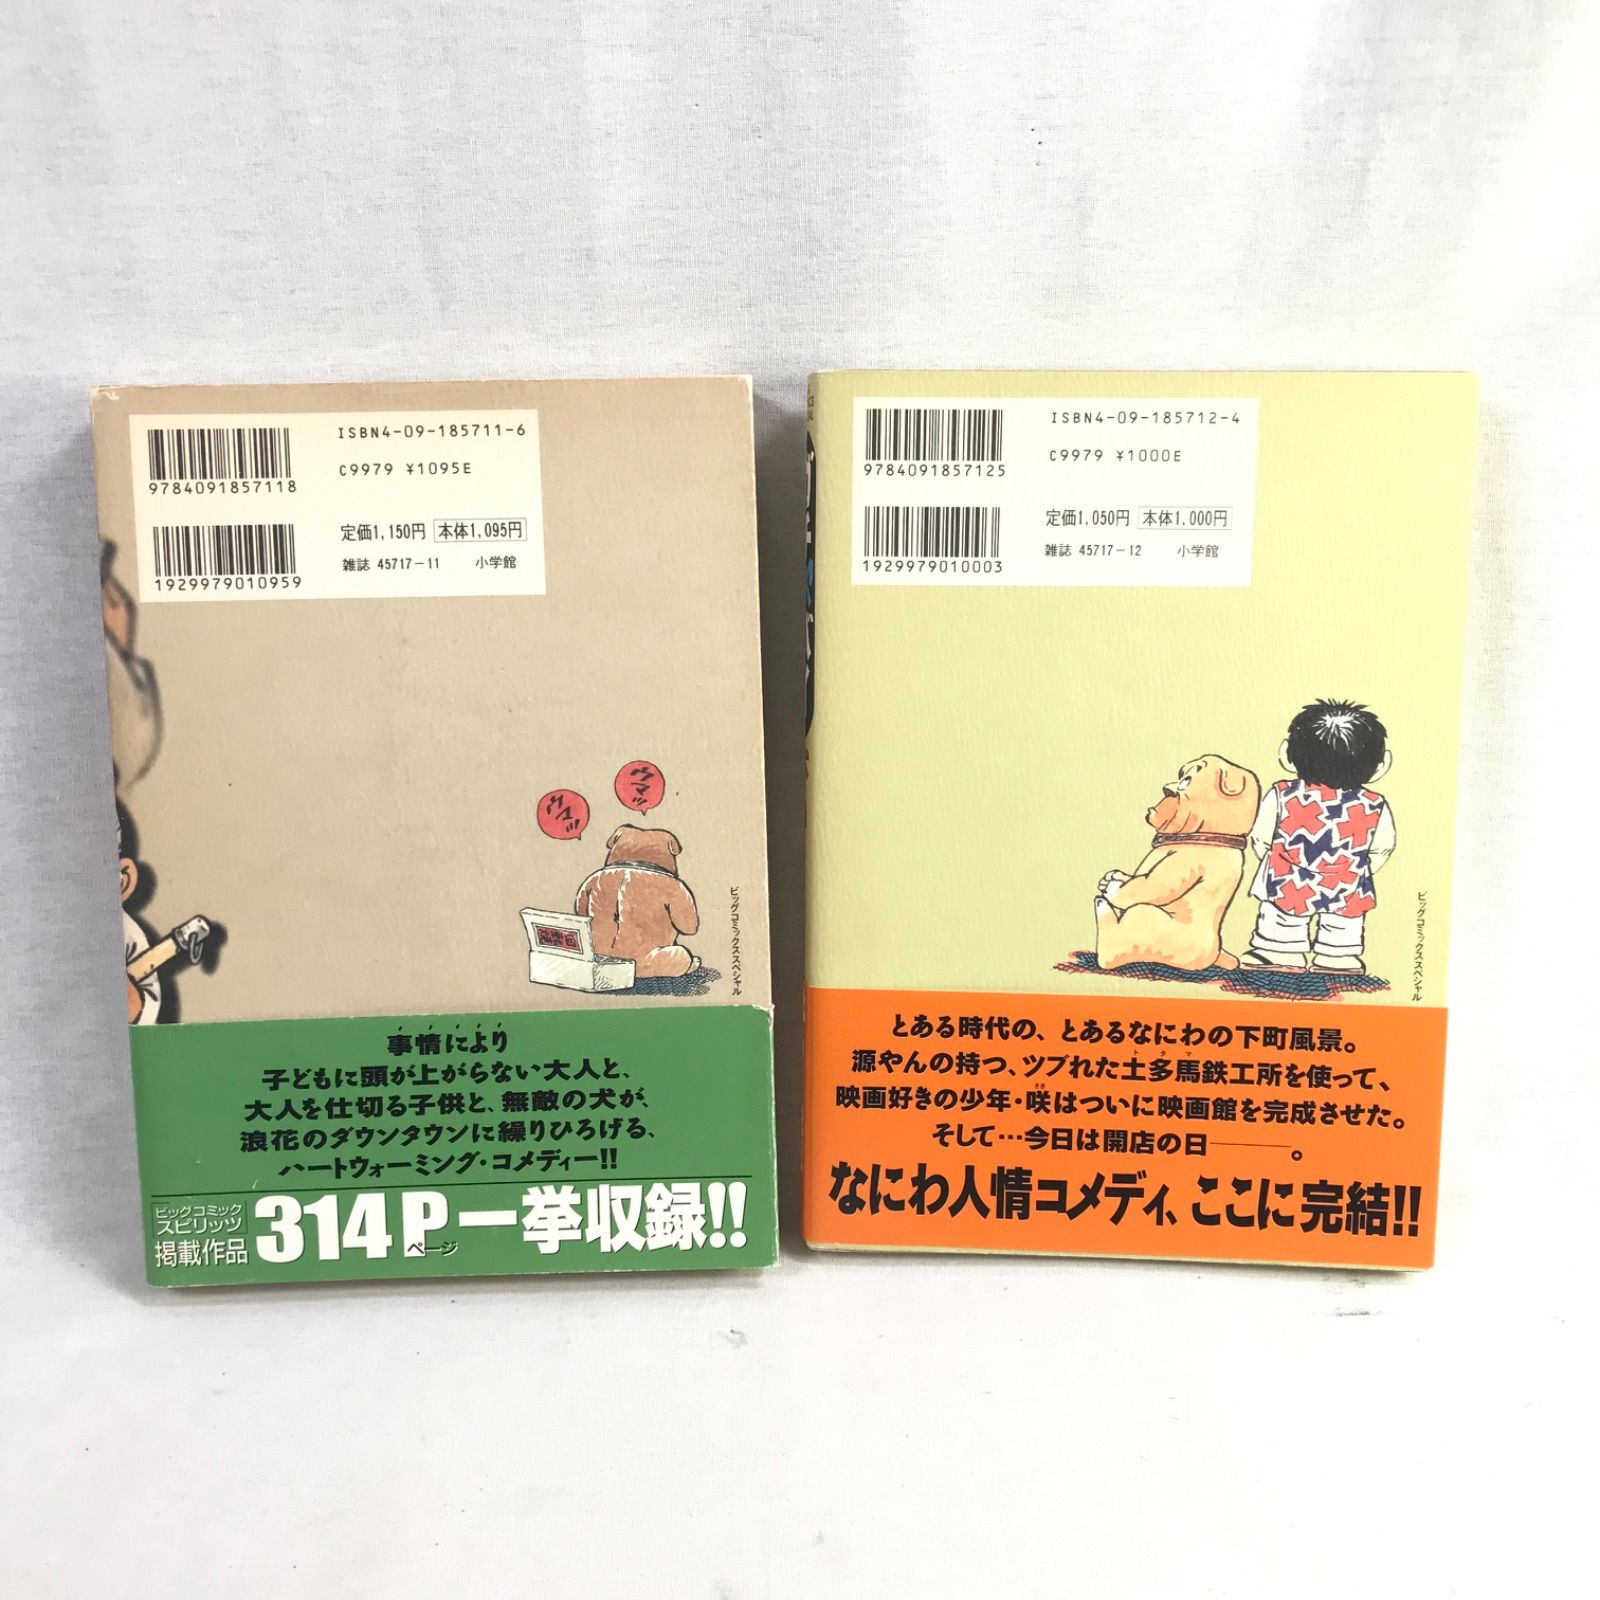 ISBN4-09-185711-6
C9979 ¥1095E
9784091857118
定価1,150円 本体1,095円
雑誌 45717-11 小学館
1929979010959
ウマッ
ウマッ
ビッグコミックススペシャル
事情により
子どもに頭が上がらない大人と、
大人を仕切る子供と、無敵の犬が、
浪花のダウンタウンに繰りひろげる、
ハートウォーミング・コメディー!!
ビッグコミック
スピリッツ
掲載作品
314P一挙収録!!
ページ
ISBN4-09-185712-4
C9979 ¥1000E
9784091857125
定価1,050円 本体1,000円
雑誌 45717-12 小学館
1929979010003
ビッグコミックススペシャル
とある時代の、とあるなにわの下町風景。
トタマ
源やんの持つ、ツブれた土多馬鉄工所を使って、
さき
映画好きの少年・咲はついに映画館を完成させた。
そして…今日は開店の日――。
なにわ人情コメディ、ここに完結!!